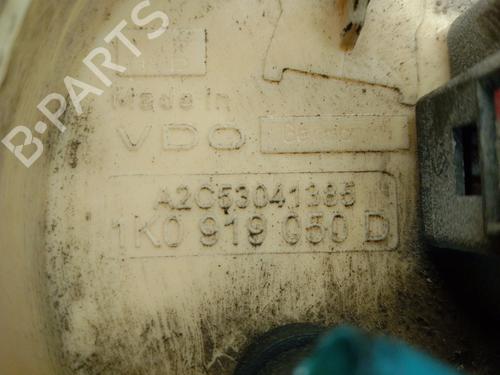 B-PARTS
Made in
VDO
A2C53041385
1K0 919 050 D